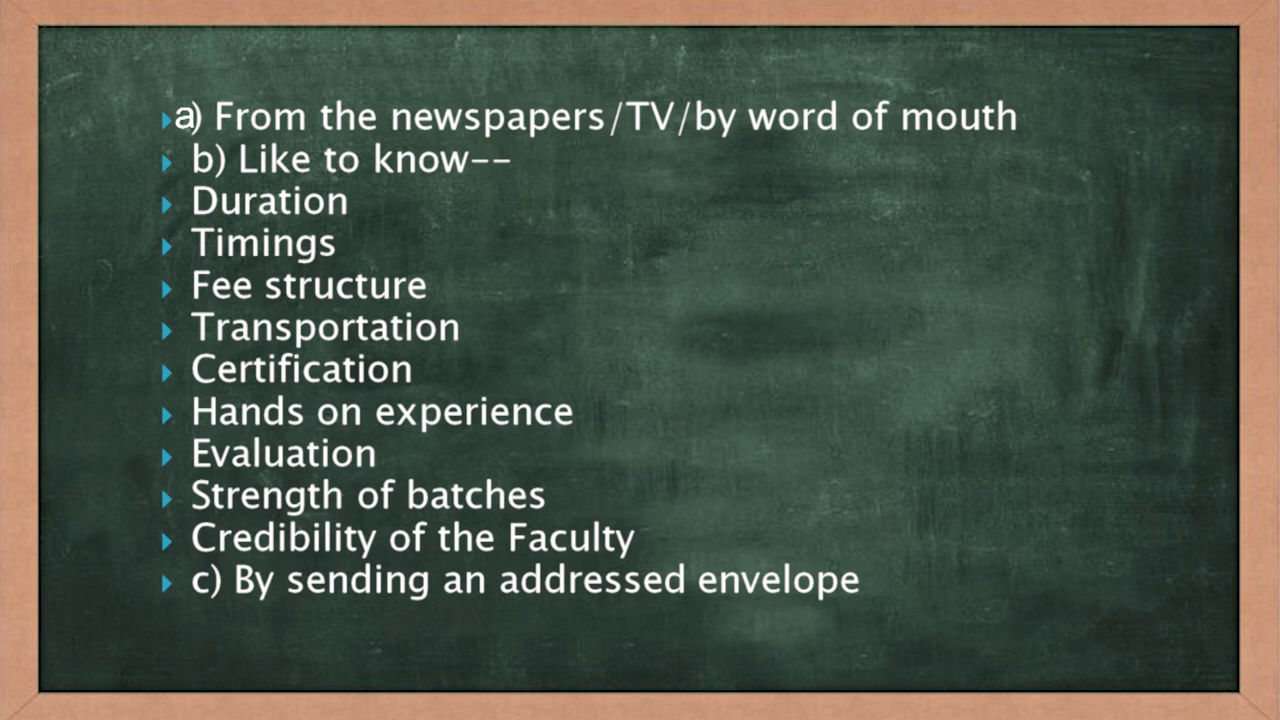 a) From the newspapers/TV/by word of mouth
b) Like to know--
Duration
Timings
Fee structure
Transportation
Certification
Hands on experience
Evaluation
Strength of batches
Credibility of the Faculty
c) By sending an addressed envelope